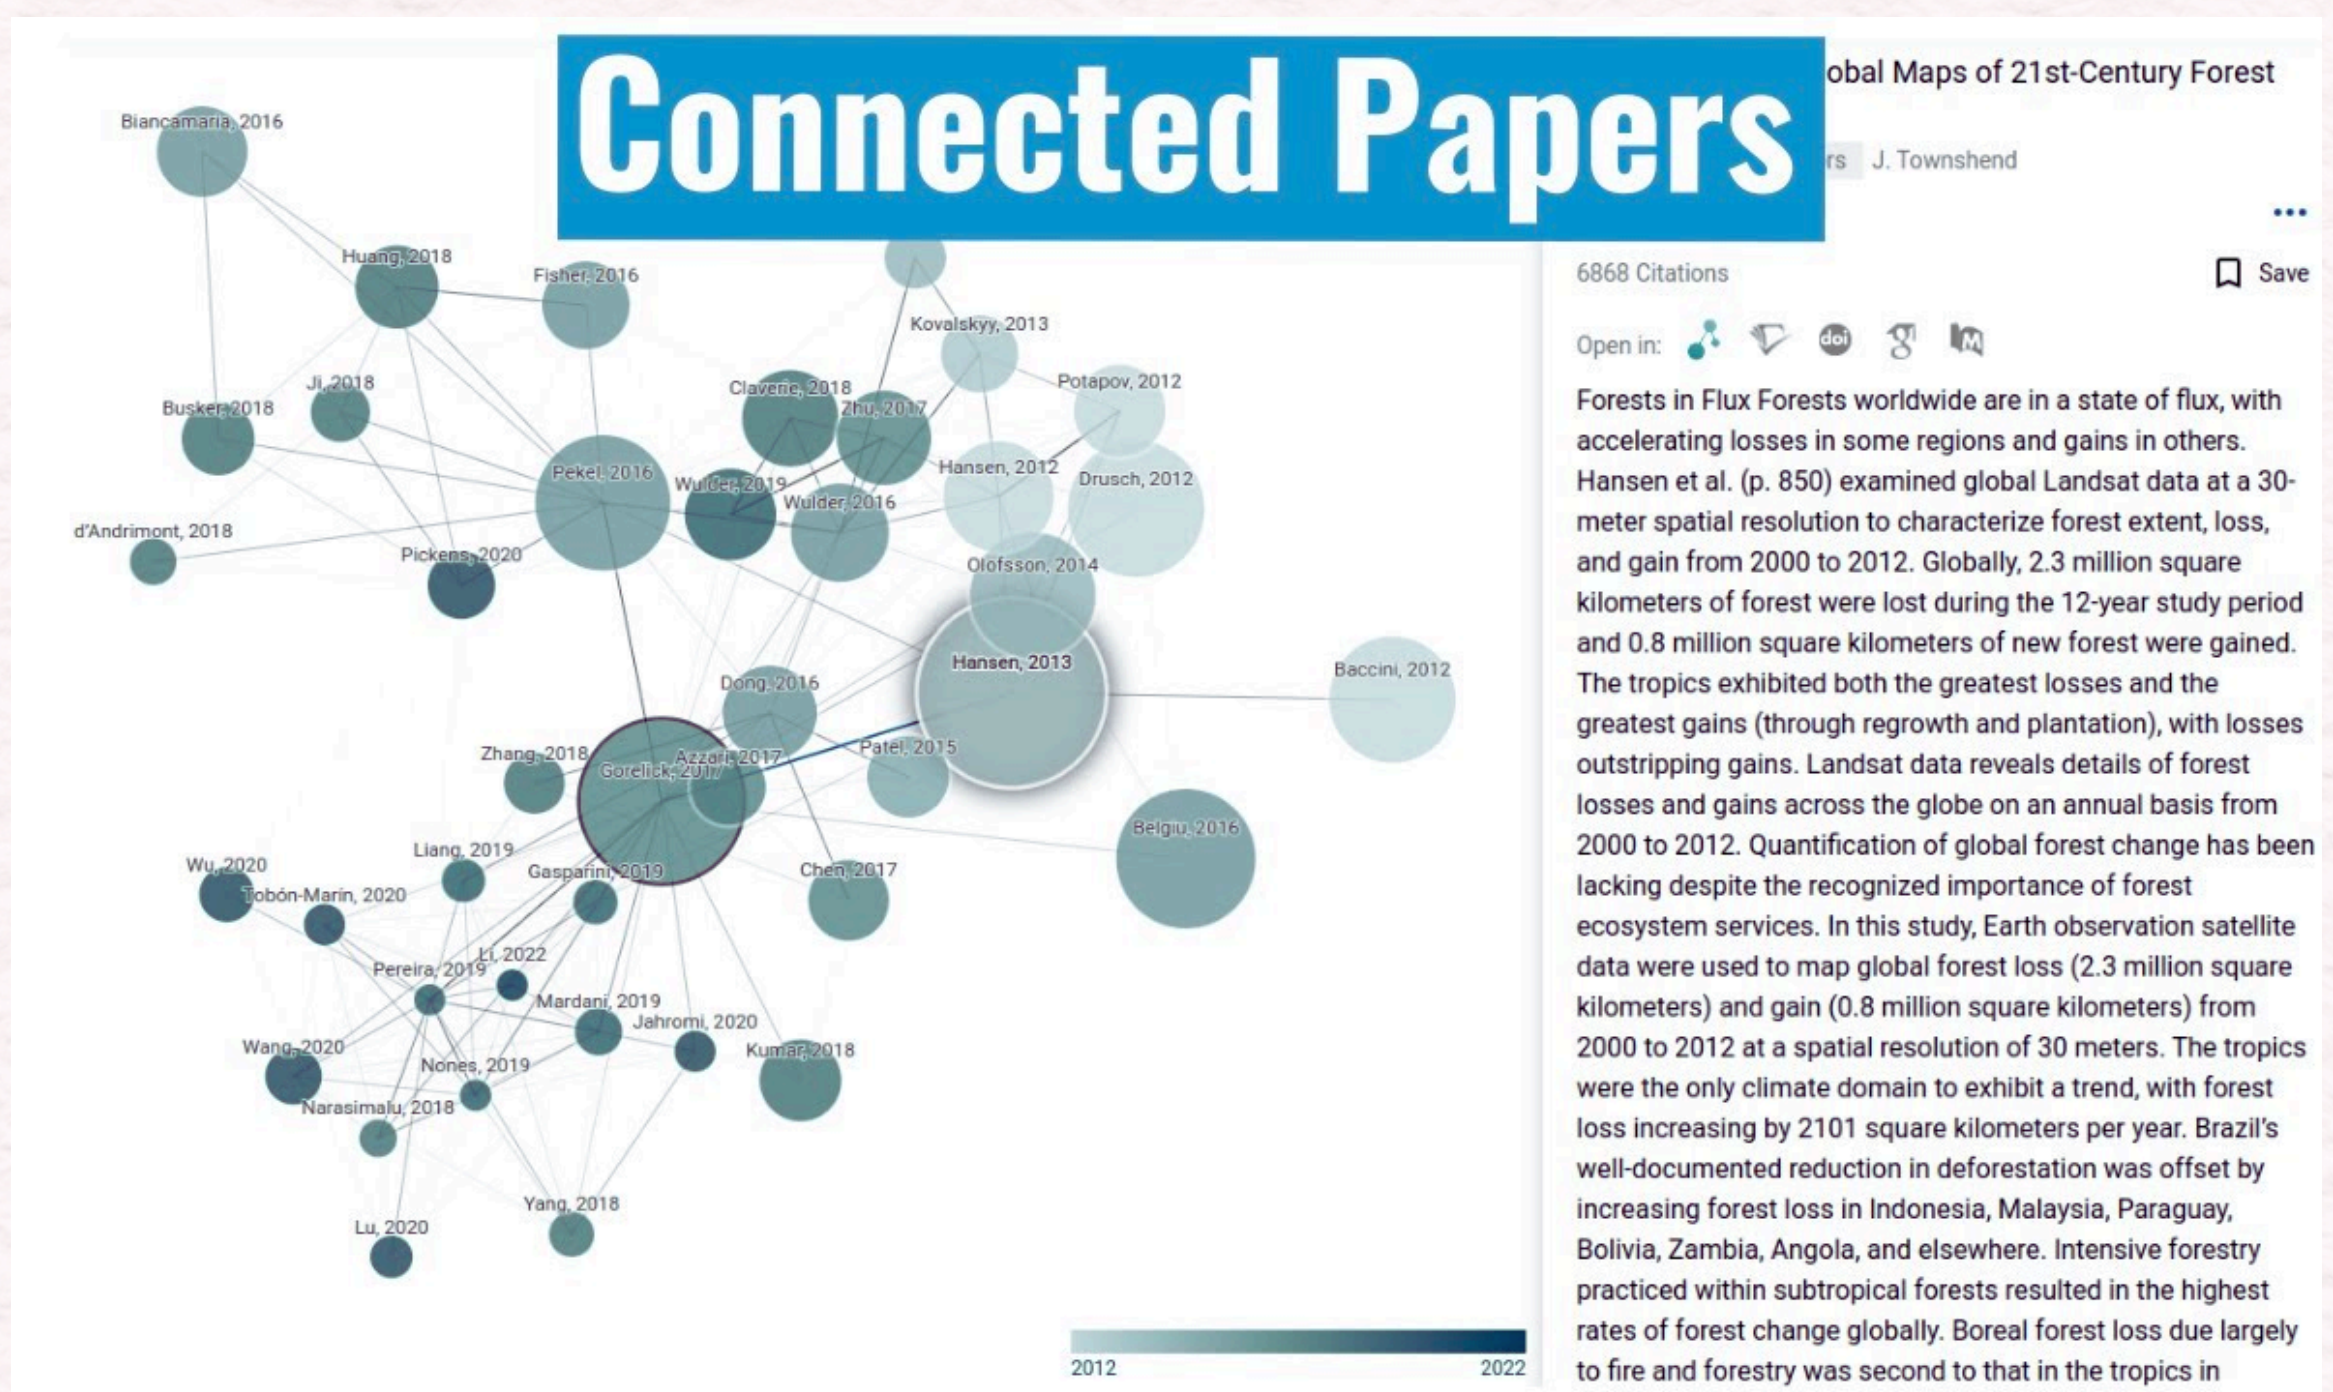 Connected Papers
obal Maps of 21st-Century Forest
rs J. Townshend
6868 Citations
Save
Open in:
doi
Forests in Flux Forests worldwide are in a state of flux, with
accelerating losses in some regions and gains in others.
Hansen et al. (p. 850) examined global Landsat data at a 30-
meter spatial resolution to characterize forest extent, loss,
and gain from 2000 to 2012. Globally, 2.3 million square
kilometers of forest were lost during the 12-year study period
and 0.8 million square kilometers of new forest were gained.
The tropics exhibited both the greatest losses and the
greatest gains (through regrowth and plantation), with losses
outstripping gains. Landsat data reveals details of forest
losses and gains across the globe on an annual basis from
2000 to 2012. Quantification of global forest change has been
lacking despite the recognized importance of forest
ecosystem services. In this study, Earth observation satellite
data were used to map global forest loss (2.3 million square
kilometers) and gain (0.8 million square kilometers) from
2000 to 2012 at a spatial resolution of 30 meters. The tropics
were the only climate domain to exhibit a trend, with forest
loss increasing by 2101 square kilometers per year. Brazil's
well-documented reduction in deforestation was offset by
increasing forest loss in Indonesia, Malaysia, Paraguay,
Bolivia, Zambia, Angola, and elsewhere. Intensive forestry
practiced within subtropical forests resulted in the highest
rates of forest change globally. Boreal forest loss due largely
to fire and forestry was second to that in the tropics in
Biancamaria, 2016
Huang, 2018
Fisher, 2016
Kovalskyy, 2013
Ji, 2018
Claverie, 2018
Potapov, 2012
Busker, 2018
Zhu, 2017
Pekel, 2016
Hansen, 2012
Wulder, 2019
Drusch, 2012
Wulder, 2016
d'Andrimont, 2018
Pickens, 2020
Olofsson, 2014
Hansen, 2013
Baccini, 2012
Dong, 2016
Zhang, 2018
Azzari, 2017
Patel, 2015
Gorelick, 2017
Belgiu, 2016
Liang, 2019
Wu, 2020
Gasparini, 2019
Chen, 2017
Tobón-Marín, 2020
Li, 2022
Pereira, 2019
Mardani, 2019
Jahromi, 2020
Wang, 2020
Kumar, 2018
Nones, 2019
Narasimalu, 2018
Yang, 2018
Lu, 2020
2012
2022